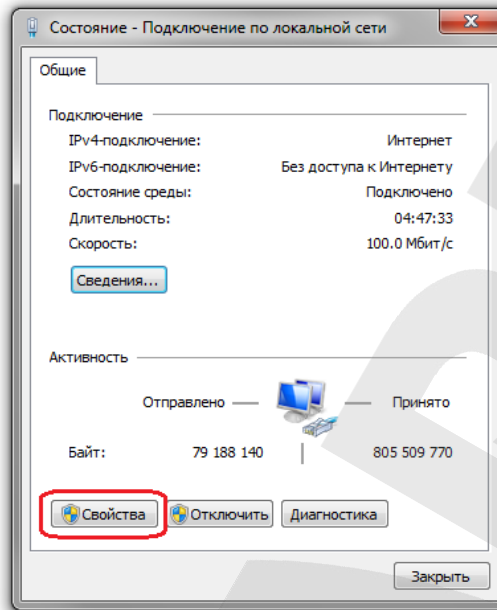 Состояние - Подключение по локальной сети
Общие
Подключение
IPv4-подключение: Интернет
IPv6-подключение: Без доступа к Интернету
Состояние среды: Подключено
Длительность: 04:47:33
Скорость: 100.0 Мбит/с
Сведения...
Активность
Отправлено Принято
Байт: 79 188 140 805 509 770
Свойства Отключить Диагностика
Закрыть